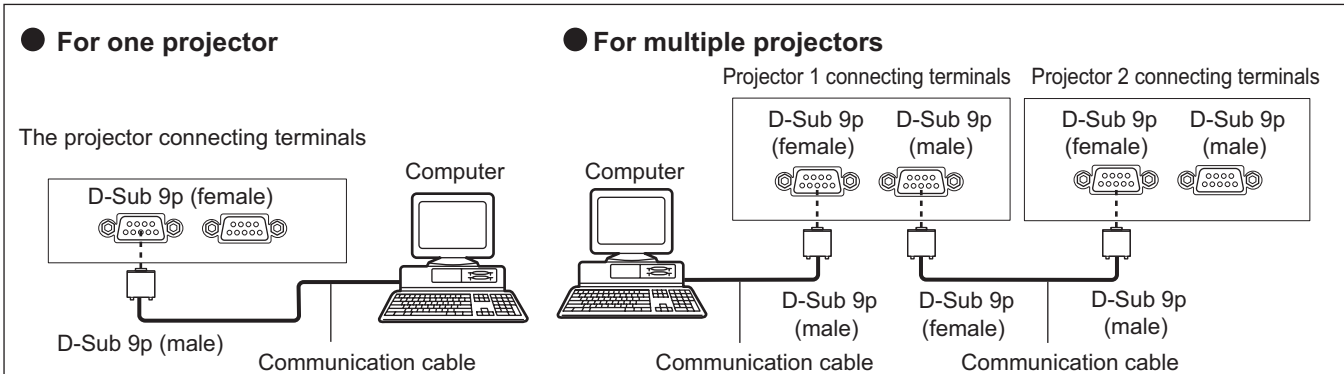 ● For one projector
The projector connecting terminals
D-Sub 9p (female)
Computer
D-Sub 9p (male)
Communication cable
● For multiple projectors
Projector 1 connecting terminals
Projector 2 connecting terminals
D-Sub 9p
(female)
D-Sub 9p
(male)
D-Sub 9p
(female)
D-Sub 9p
(male)
Computer
D-Sub 9p
(male)
D-Sub 9p
(female)
D-Sub 9p
(male)
Communication cable
Communication cable